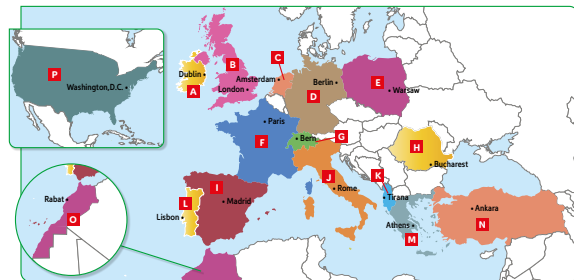 P
Washington,D.C.
Dublin
A
B
London
C
Amsterdam
Berlin
D
E
Warsaw
Paris
F
Bern
G
H
Bucharest
I
Madrid
L
Lisbon
J
Rome
K
Tirana
Athens
M
Ankara
N
Rabat
O